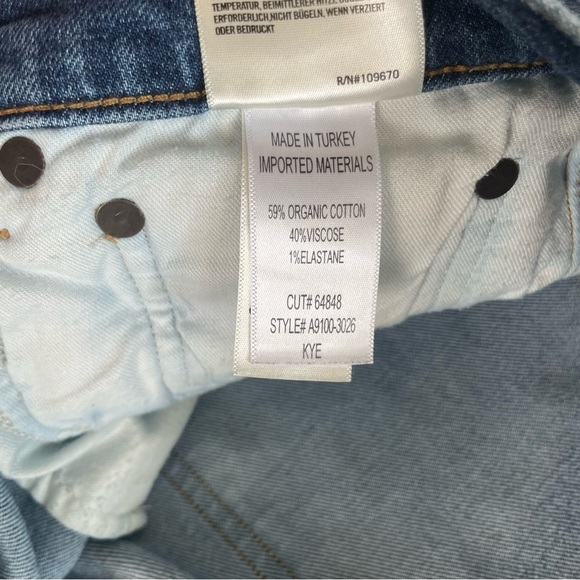 TEMPERATUR, BEI MITTLERER HITZE
ERFORDERLICH,NICHT BÜGELN, WENN VERZIERT
ODER BEDRUCKT
R/N#109670
MADE IN TURKEY
IMPORTED MATERIALS
59% ORGANIC COTTON
40%VISCOSE
1%ELASTANE
CUT# 64848
STYLE# A9100-3026
KYE